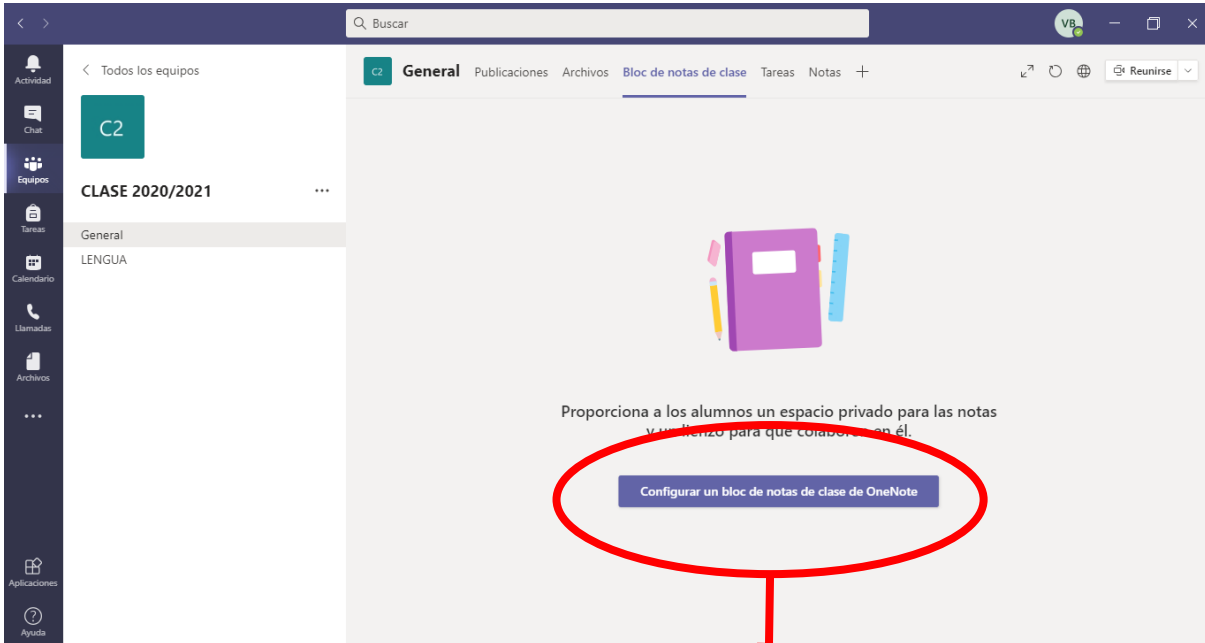 Buscar
VB
Actividad
Chat
Equipos
Tareas
Calendario
Llamadas
Archivos
Aplicaciones
Ayuda
Todos los equipos
C2
CLASE 2020/2021
General
LENGUA
C2 General Publicaciones Archivos Bloc de notas de clase Tareas Notas
Reunirse
Proporciona a los alumnos un espacio privado para las notas
y un lienzo para que colaboren en él.
Configurar un bloc de notas de clase de OneNote